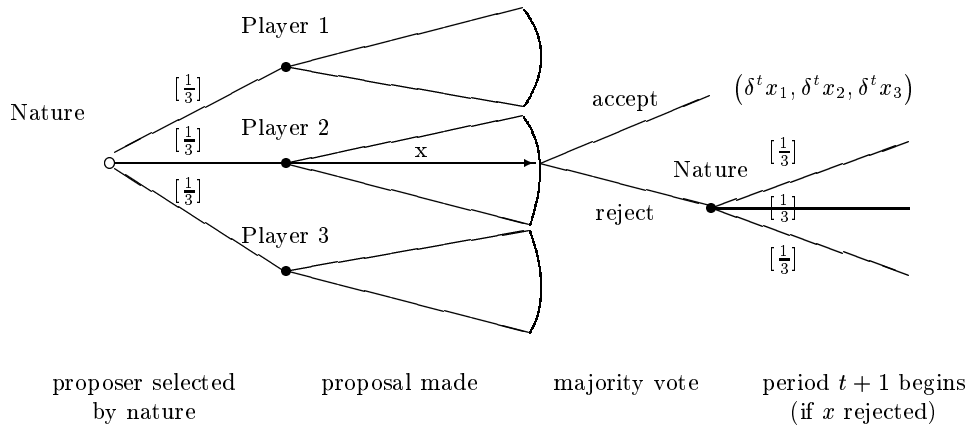 Player 1
[1/3]
accept
(δ^t x_1, δ^t x_2, δ^t x_3)
Nature
[1/3]
Player 2
x
[1/3]
Nature
[1/3]
[1/3]
reject
Player 3
[1/3]
proposer selected
by nature
proposal made
majority vote
period t + 1 begins
(if x rejected)